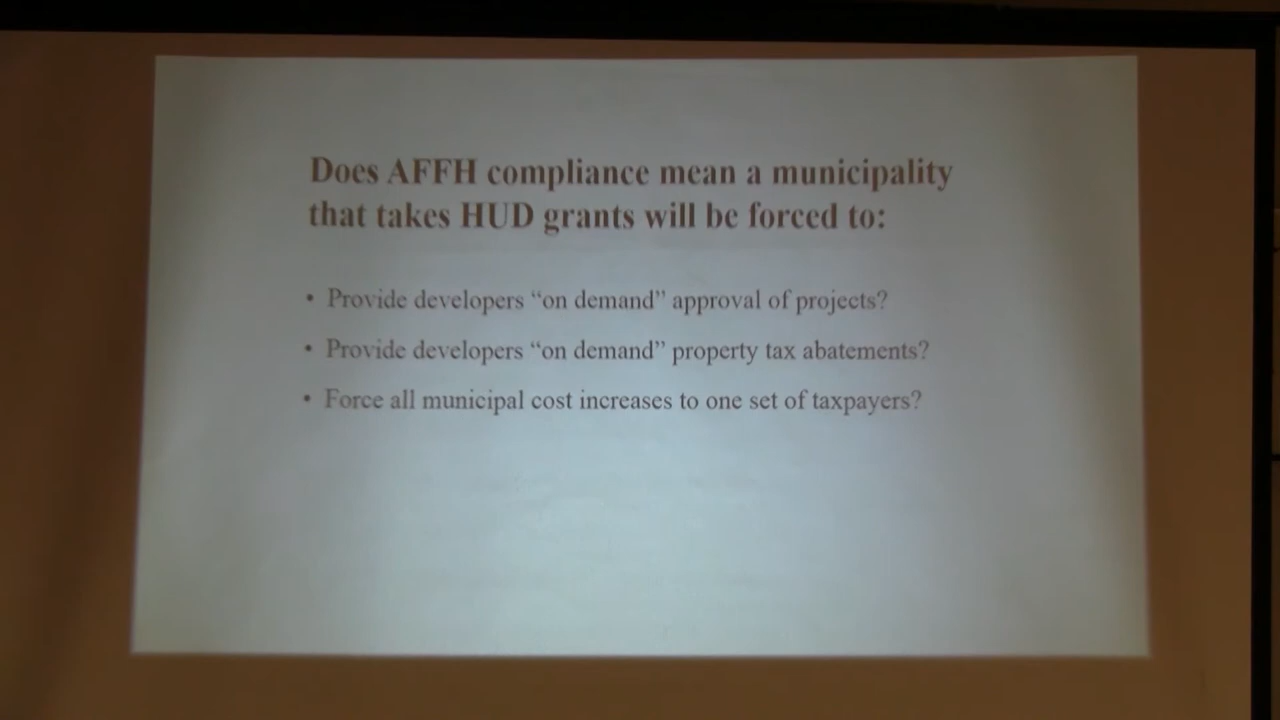 Does AFFH compliance mean a municipality
that takes HUD grants will be forced to:
• Provide developers “on demand” approval of projects?
• Provide developers “on demand” property tax abatements?
• Force all municipal cost increases to one set of taxpayers?